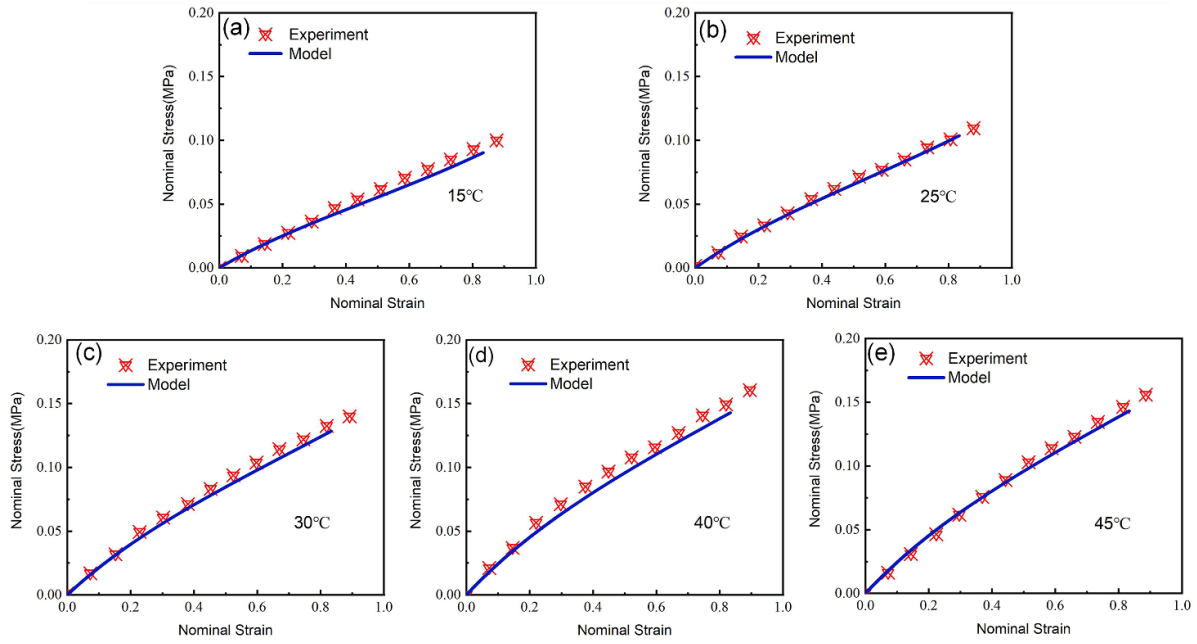 (a)
Experiment
Model
Nominal Stress(MPa)
0.20
0.15
0.10
0.05
0.00
15℃
0.0 0.2 0.4 0.6 0.8 1.0
Nominal Strain
(b)
Experiment
Model
Nominal Stress(MPa)
0.20
0.15
0.10
0.05
0.00
25℃
0.0 0.2 0.4 0.6 0.8 1.0
Nominal Strain
(c)
Experiment
Model
Nominal Stress(MPa)
0.20
0.15
0.10
0.05
0.00
30℃
0.0 0.2 0.4 0.6 0.8 1.0
Nominal Strain
(d)
Experiment
Model
Nominal Stress(MPa)
0.20
0.15
0.10
0.05
0.00
40℃
0.0 0.2 0.4 0.6 0.8 1.0
Nominal Strain
(e)
Experiment
Model
Nominal Stress(MPa)
0.20
0.15
0.10
0.05
0.00
45℃
0.0 0.2 0.4 0.6 0.8 1.0
Nominal Strain